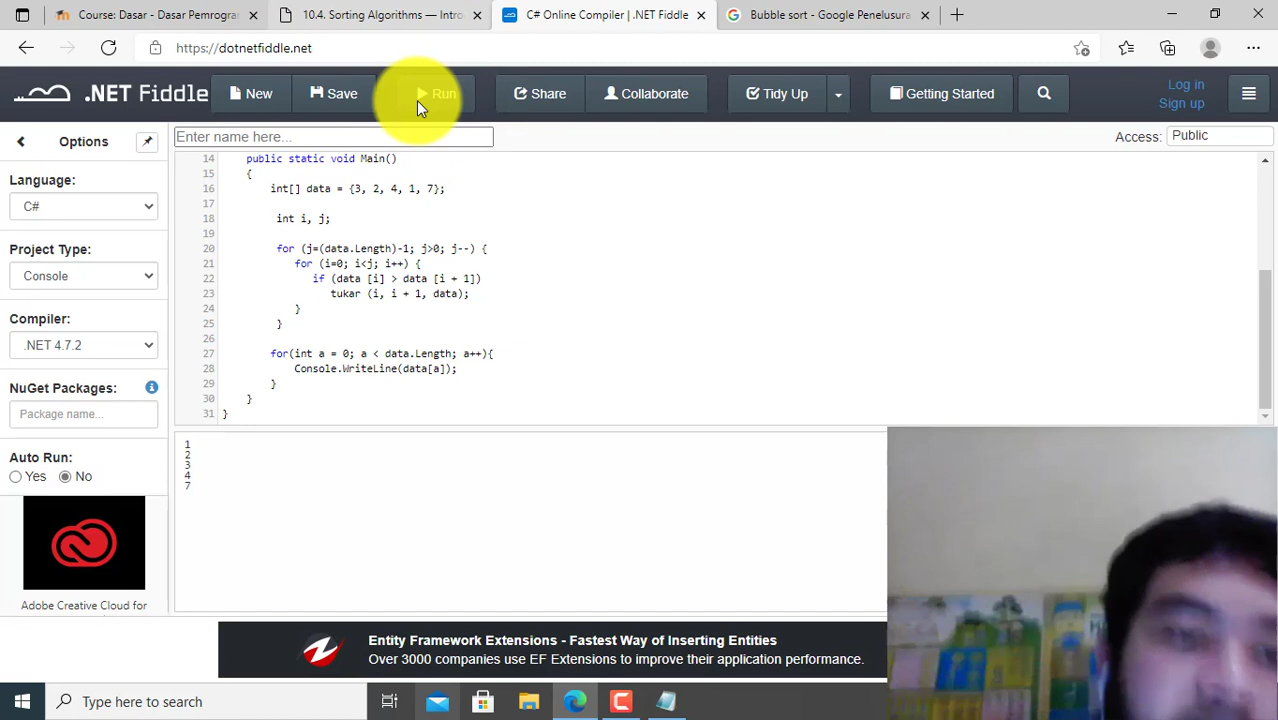 Course: Dasar - Dasar Pemrogra
10.4. Sorting Algorithms — Intro
C# Online Compiler | .NET Fiddle
Bubble sort - Google Penelusura
https://dotnetfiddle.net
.NET Fiddle
New
Save
Run
Share
Collaborate
Tidy Up
Getting Started
Log in
Sign up
Options
Enter name here...
Access:
Public
Language:
C#
Project Type:
Console
Compiler:
.NET 4.7.2
NuGet Packages:
Package name...
Auto Run:
Yes
No
14 public static void Main()
15 {
16 int[] data = {3, 2, 4, 1, 7};
17
18 int i, j;
19
20 for (j=(data.Length)-1; j>0; j--) {
21 for (i=0; i<j; i++) {
22 if (data [i] > data [i + 1])
23 tukar (i, i + 1, data);
24 }
25 }
26
27 for(int a = 0; a < data.Length; a++){
28 Console.WriteLine(data[a]);
29 }
30 }
31 }
1
2
3
4
7
Adobe Creative Cloud for
Entity Framework Extensions - Fastest Way of Inserting Entities
Over 3000 companies use EF Extensions to improve their application performance.
Type here to search